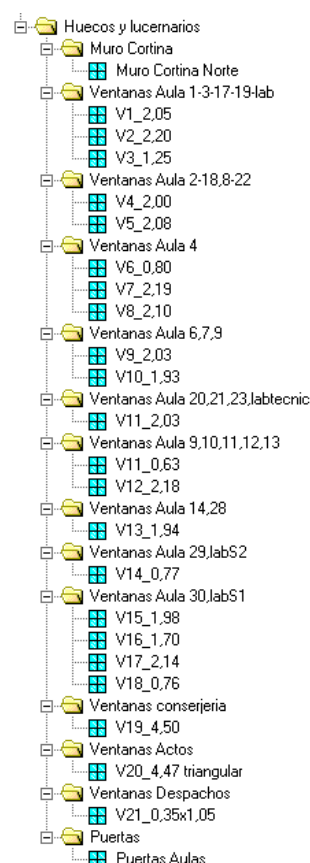 Huecos y lucernarios
Muro Cortina
Muro Cortina Norte
Ventanas Aula 1-3-17-19-lab
V1_2,05
V2_2,20
V3_1,25
Ventanas Aula 2-18,8-22
V4_2,00
V5_2,08
Ventanas Aula 4
V6_0,80
V7_2,19
V8_2,10
Ventanas Aula 6,7,9
V9_2,03
V10_1,93
Ventanas Aula 20,21,23,labtecnic
V11_2,03
Ventanas Aula 9,10,11,12,13
V11_0,63
V12_2,18
Ventanas Aula 14,28
V13_1,94
Ventanas Aula 29,labS2
V14_0,77
Ventanas Aula 30,labS1
V15_1,98
V16_1,70
V17_2,14
V18_0,76
Ventanas conserjeria
V19_4,50
Ventanas Actos
V20_4,47 triangular
Ventanas Despachos
V21_0,35x1,05
Puertas
Puertas Aulas